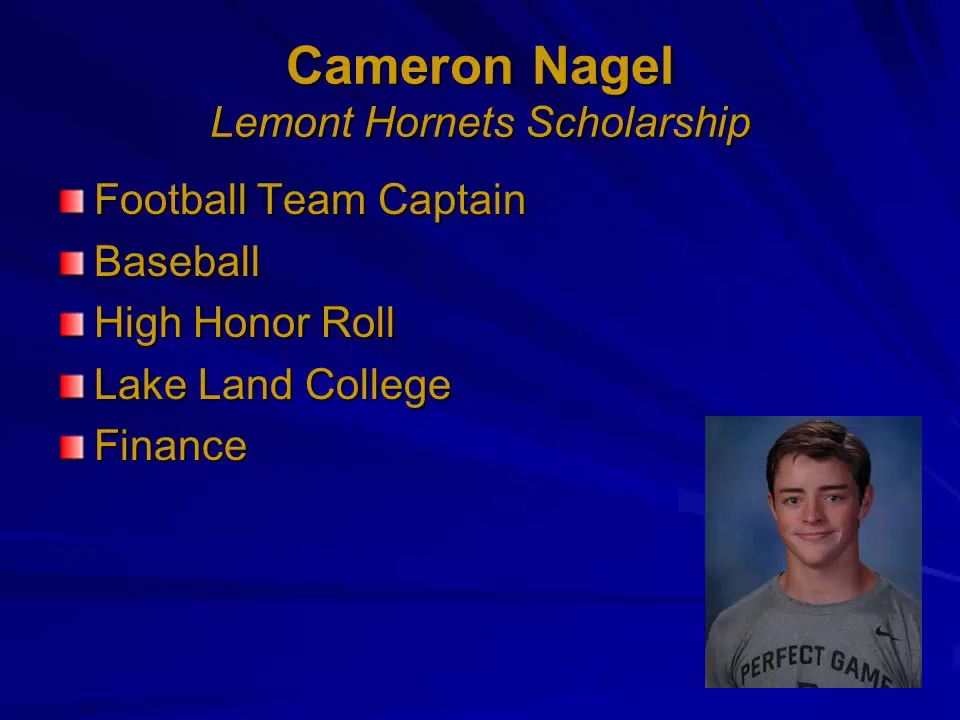 Cameron Nagel
Lemont Hornets Scholarship
Football Team Captain
Baseball
High Honor Roll
Lake Land College
Finance
PERFECT GAME